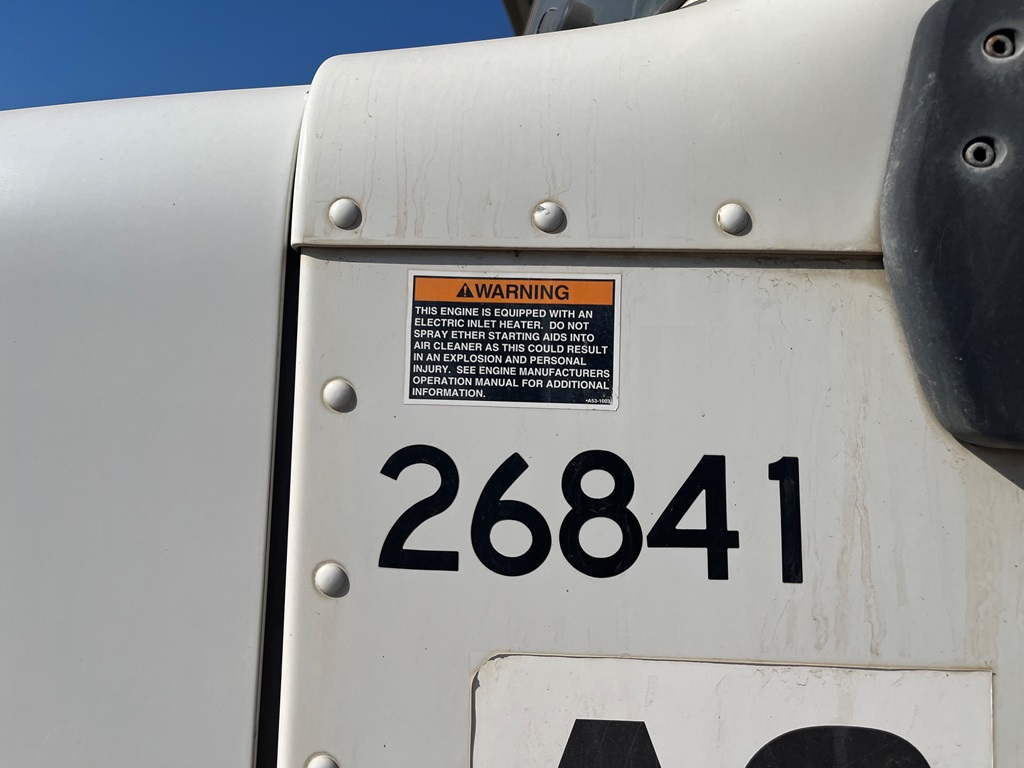 WARNING
THIS ENGINE IS EQUIPPED WITH AN
ELECTRIC INLET HEATER. DO NOT
SPRAY ETHER STARTING AIDS INTO
AIR CLEANER AS THIS COULD RESULT
IN AN EXPLOSION AND PERSONAL
INJURY. SEE ENGINE MANUFACTURERS
OPERATION MANUAL FOR ADDITIONAL
INFORMATION.
•A53-1003
26841